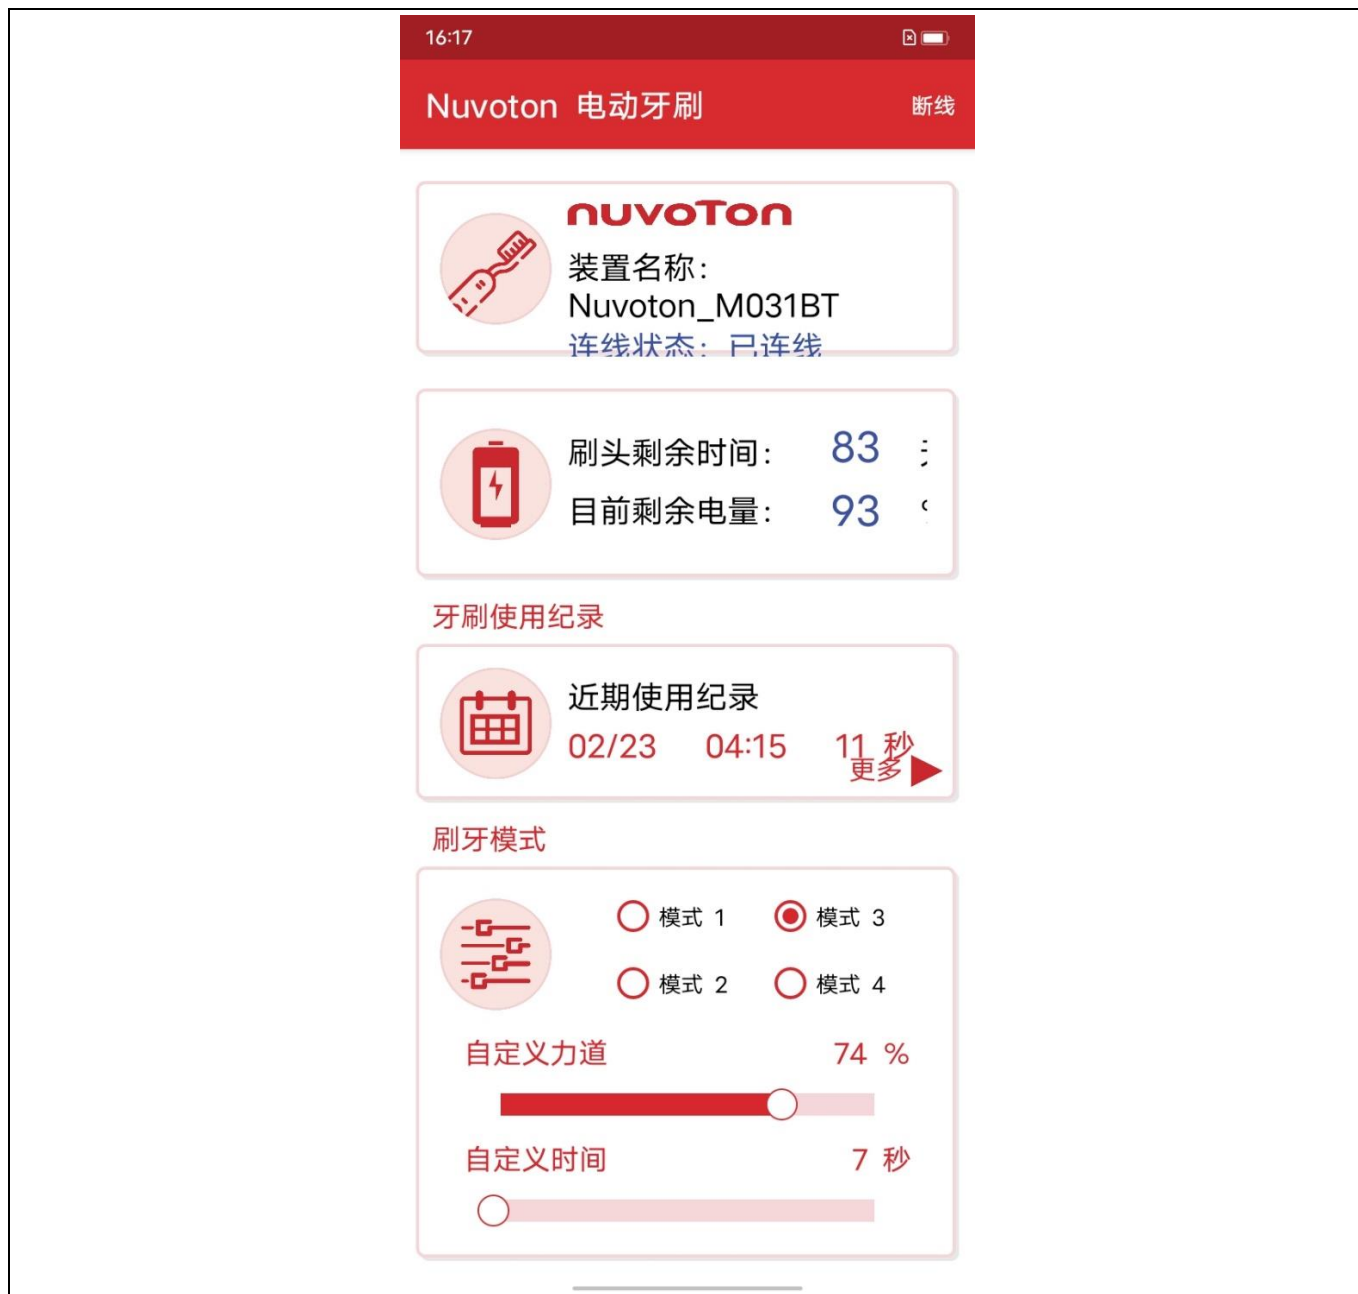 16:17
Nuvoton 电动牙刷 断线
nuvoTon
装置名称：
Nuvoton_M031BT
连线状态：已连线
刷头剩余时间： 83
目前剩余电量： 93
牙刷使用纪录
近期使用纪录
02/23 04:15 11 秒
更多
刷牙模式
模式 1 模式 3
模式 2 模式 4
自定义力道 74 %
自定义时间 7 秒